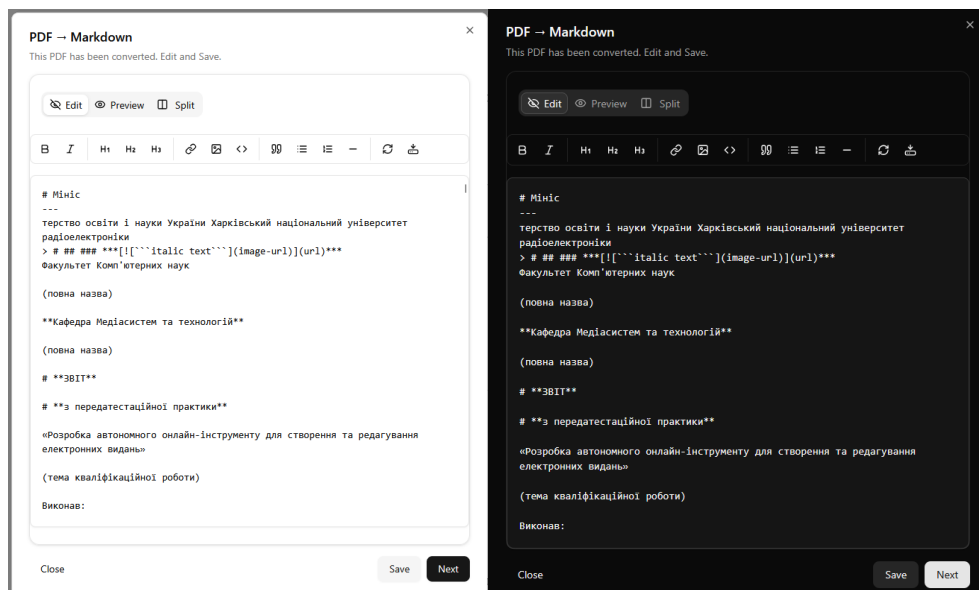 PDF → Markdown
This PDF has been converted. Edit and Save.
Edit Preview Split
B I H1 H2 H3
# Мініс
---
терство освіти і науки України Харківський національний університет
радіоелектроніки
> # ## ### ***[![```italic text```](image-url)](url)***
Факультет Комп'ютерних наук
(повна назва)
**Кафедра Медіасистем та технологій**
(повна назва)
# **ЗВІТ**
# **з передатестаційної практики**
«Розробка автономного онлайн-інструменту для створення та редагування
електронних видань»
(тема кваліфікаційної роботи)
Виконав:
Close Save Next
PDF → Markdown
This PDF has been converted. Edit and Save.
Edit Preview Split
B I H1 H2 H3
# Мініс
---
терство освіти і науки України Харківський національний університет
радіоелектроніки
> # ## ### ***[![```italic text```](image-url)](url)***
Факультет Комп'ютерних наук
(повна назва)
**Кафедра Медіасистем та технологій**
(повна назва)
# **ЗВІТ**
# **з передатестаційної практики**
«Розробка автономного онлайн-інструменту для створення та редагування
електронних видань»
(тема кваліфікаційної роботи)
Виконав:
Close Save Next